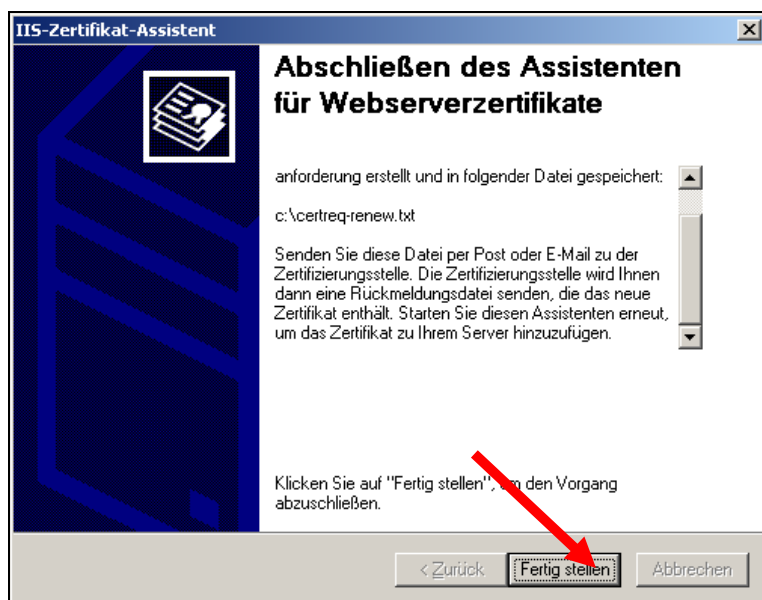 IIS-Zertifikat-Assistent
Abschließen des Assistenten
für Webserverzertifikate
anforderung erstellt und in folgender Datei gespeichert:
c:\certreq-renew.txt
Senden Sie diese Datei per Post oder E-Mail zu der
Zertifizierungsstelle. Die Zertifizierungsstelle wird Ihnen
dann eine Rückmeldungsdatei senden, die das neue
Zertifikat enthält. Starten Sie diesen Assistenten erneut,
um das Zertifikat zu Ihrem Server hinzuzufügen.
Klicken Sie auf "Fertig stellen", um den Vorgang
abzuschließen.
< Zurück Fertig stellen Abbrechen